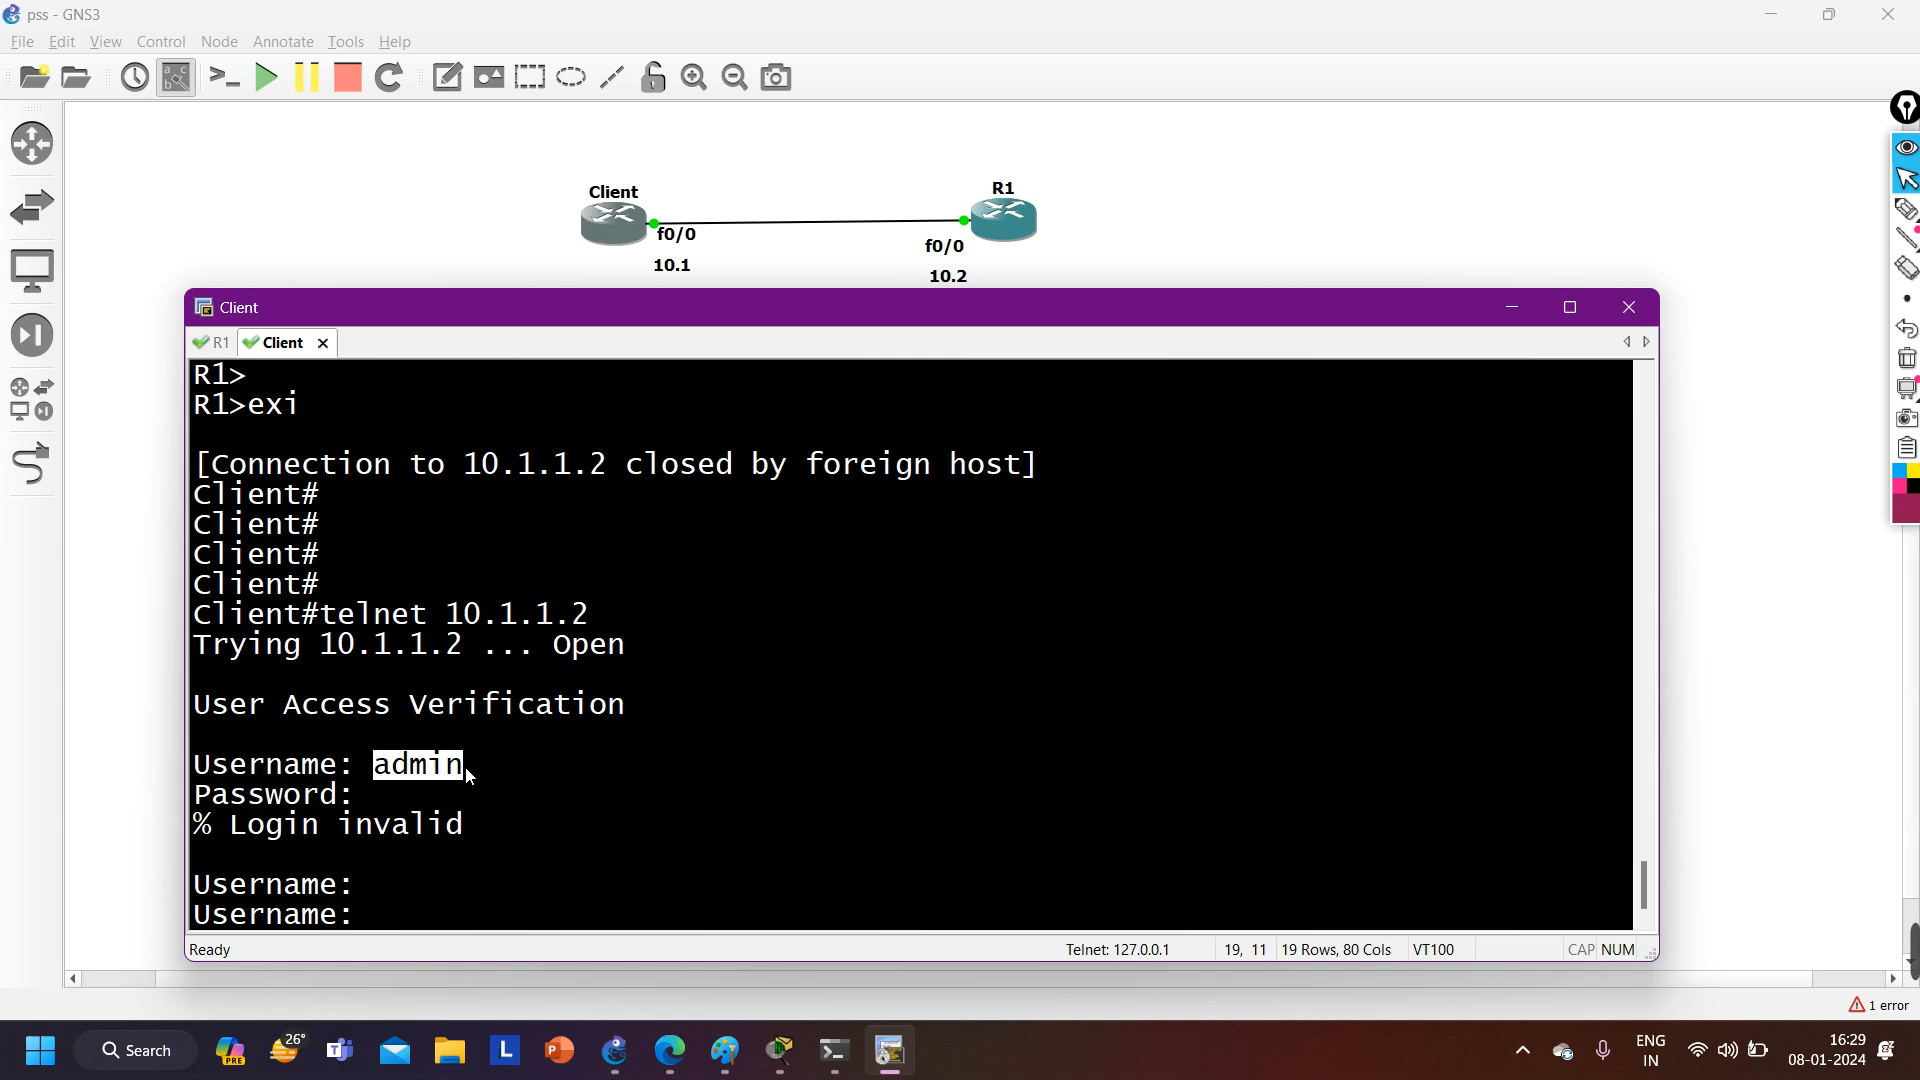 pss - GNS3
File Edit View Control Node Annotate Tools Help
Client
R1
f0/0
f0/0
10.1
10.2
Client
R1
Client
R1>
R1>exi
[Connection to 10.1.1.2 closed by foreign host]
Client#
Client#
Client#
Client#
Client#telnet 10.1.1.2
Trying 10.1.1.2 ... Open
User Access Verification
Username: admin
Password:
% Login invalid
Username:
Username:
Ready
Telnet: 127.0.0.1
19, 11
19 Rows, 80 Cols
VT100
CAP NUM
1 error
Search
PRE
26°
L
ENG
IN
16:29
08-01-2024